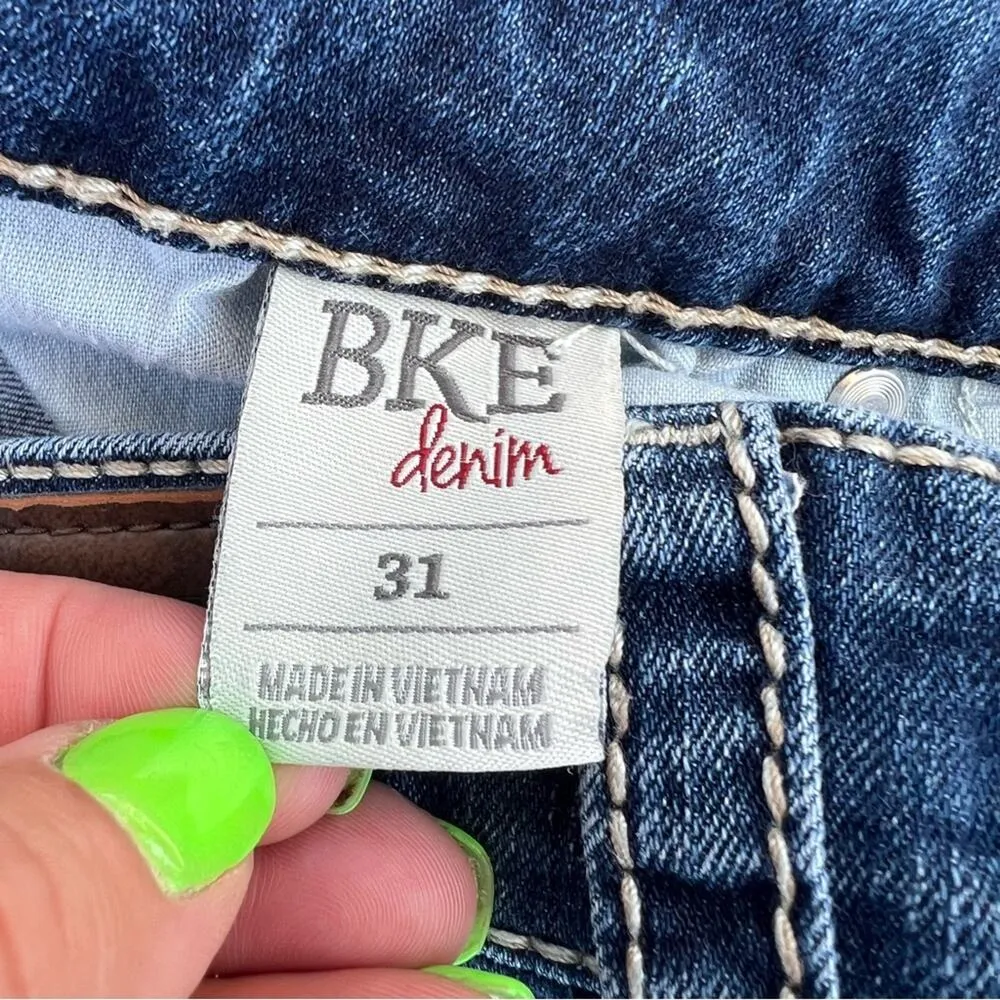 BKE
denim
31
MADE IN VIETNAM
HECHO EN VIETNAM